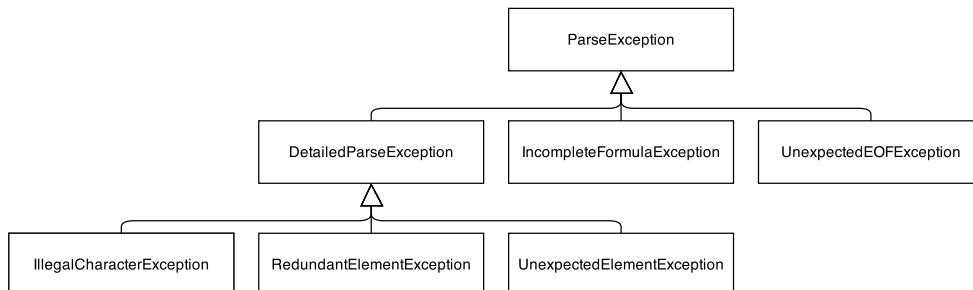 ParseException
DetailedParseException
IncompleteFormulaException
UnexpectedEOFException
IllegalCharacterException
RedundantElementException
UnexpectedElementException